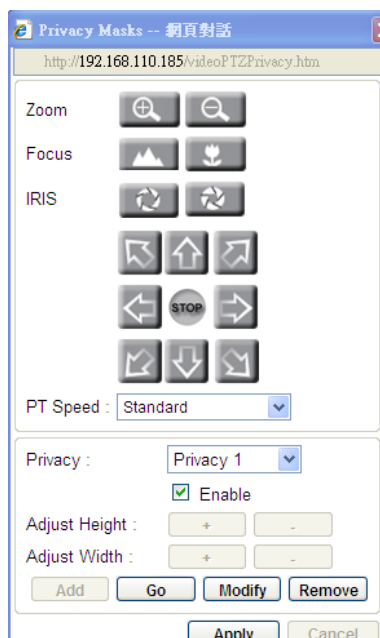 Privacy Masks -- 網頁對話
http://192.168.110.185/videoPTZPrivacy.htm
Zoom
Focus
IRIS
STOP
PT Speed : Standard
Privacy : Privacy 1
Enable
Adjust Height : + -
Adjust Width : + -
Add Go Modify Remove
Apply Cancel